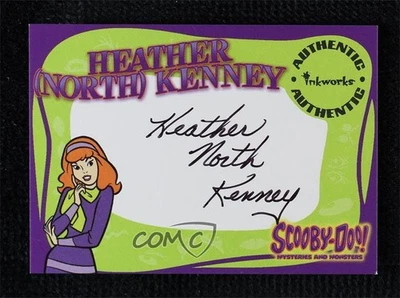 HEATHER
(NORTH) KENNEY
AUTHENTIC
inkworks
AUTHENTIC
Heather
North
Kenney
COMC
SCOOBY-DOO!
MYSTERIES AND MONSTERS